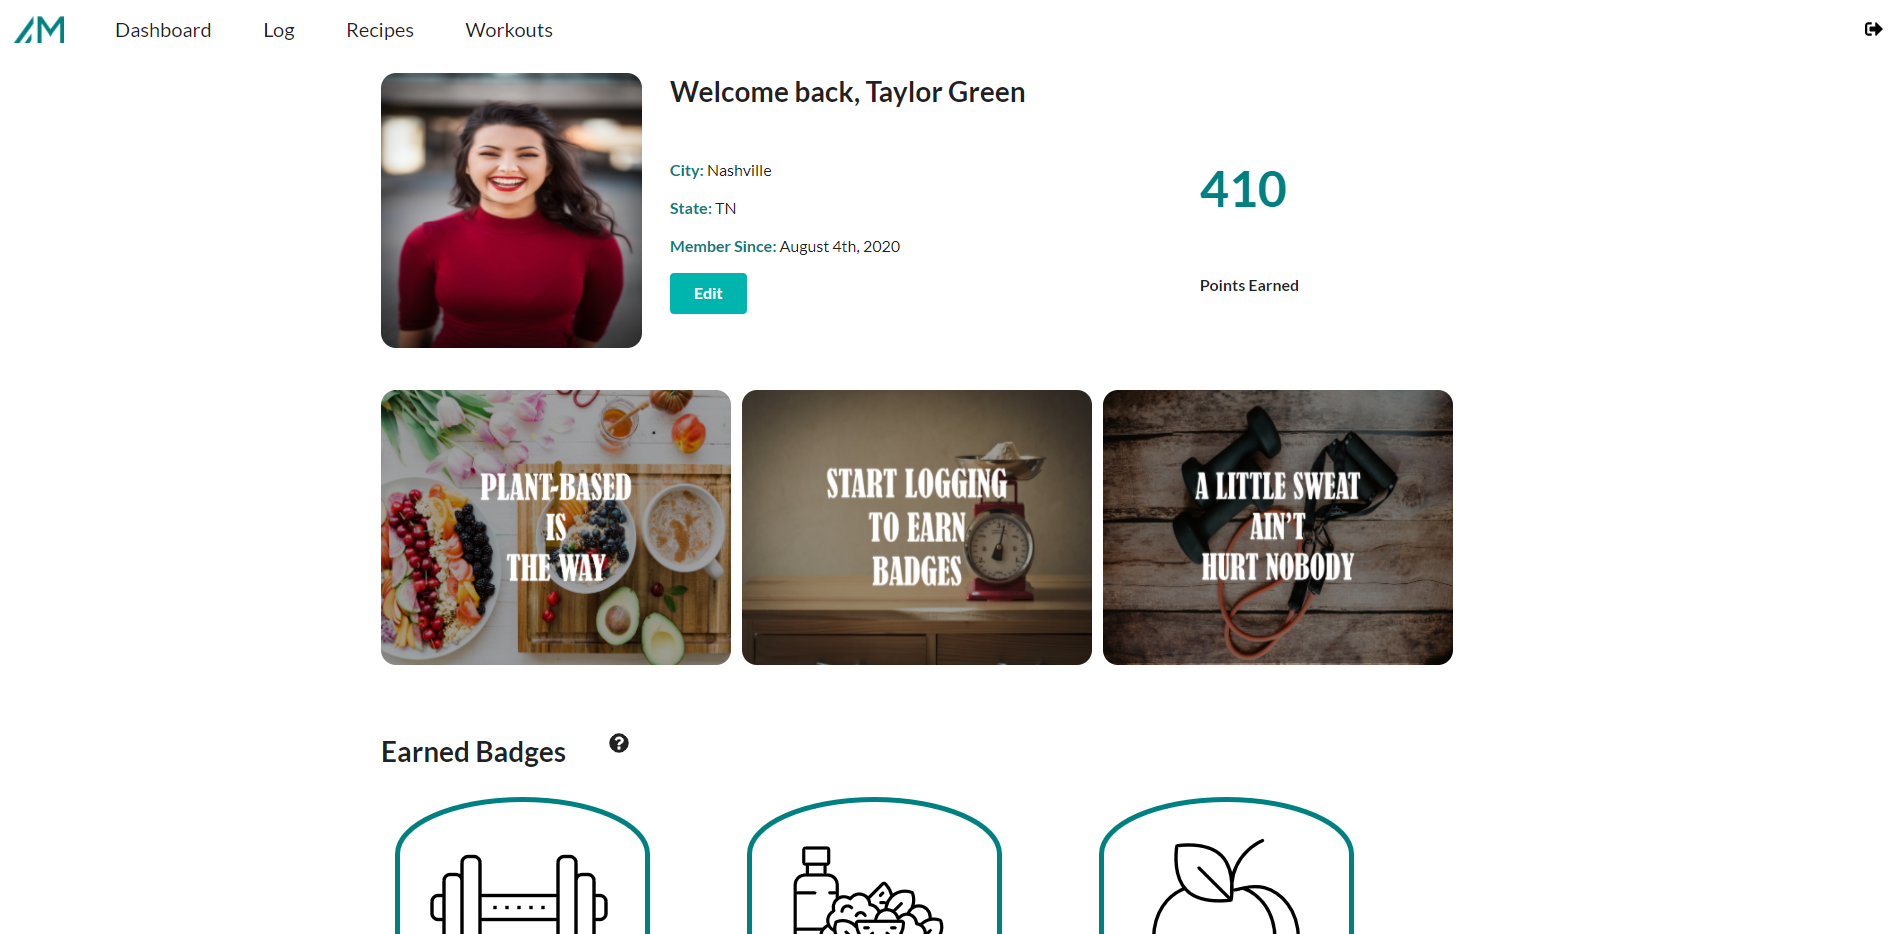 AM
Dashboard
Log
Recipes
Workouts
Welcome back, Taylor Green
City: Nashville
State: TN
Member Since: August 4th, 2020
Edit
410
Points Earned
PLANT-BASED
IS
THE WAY
START LOGGING
TO EARN
BADGES
A LITTLE SWEAT
AIN'T
HURT NOBODY
Earned Badges
?